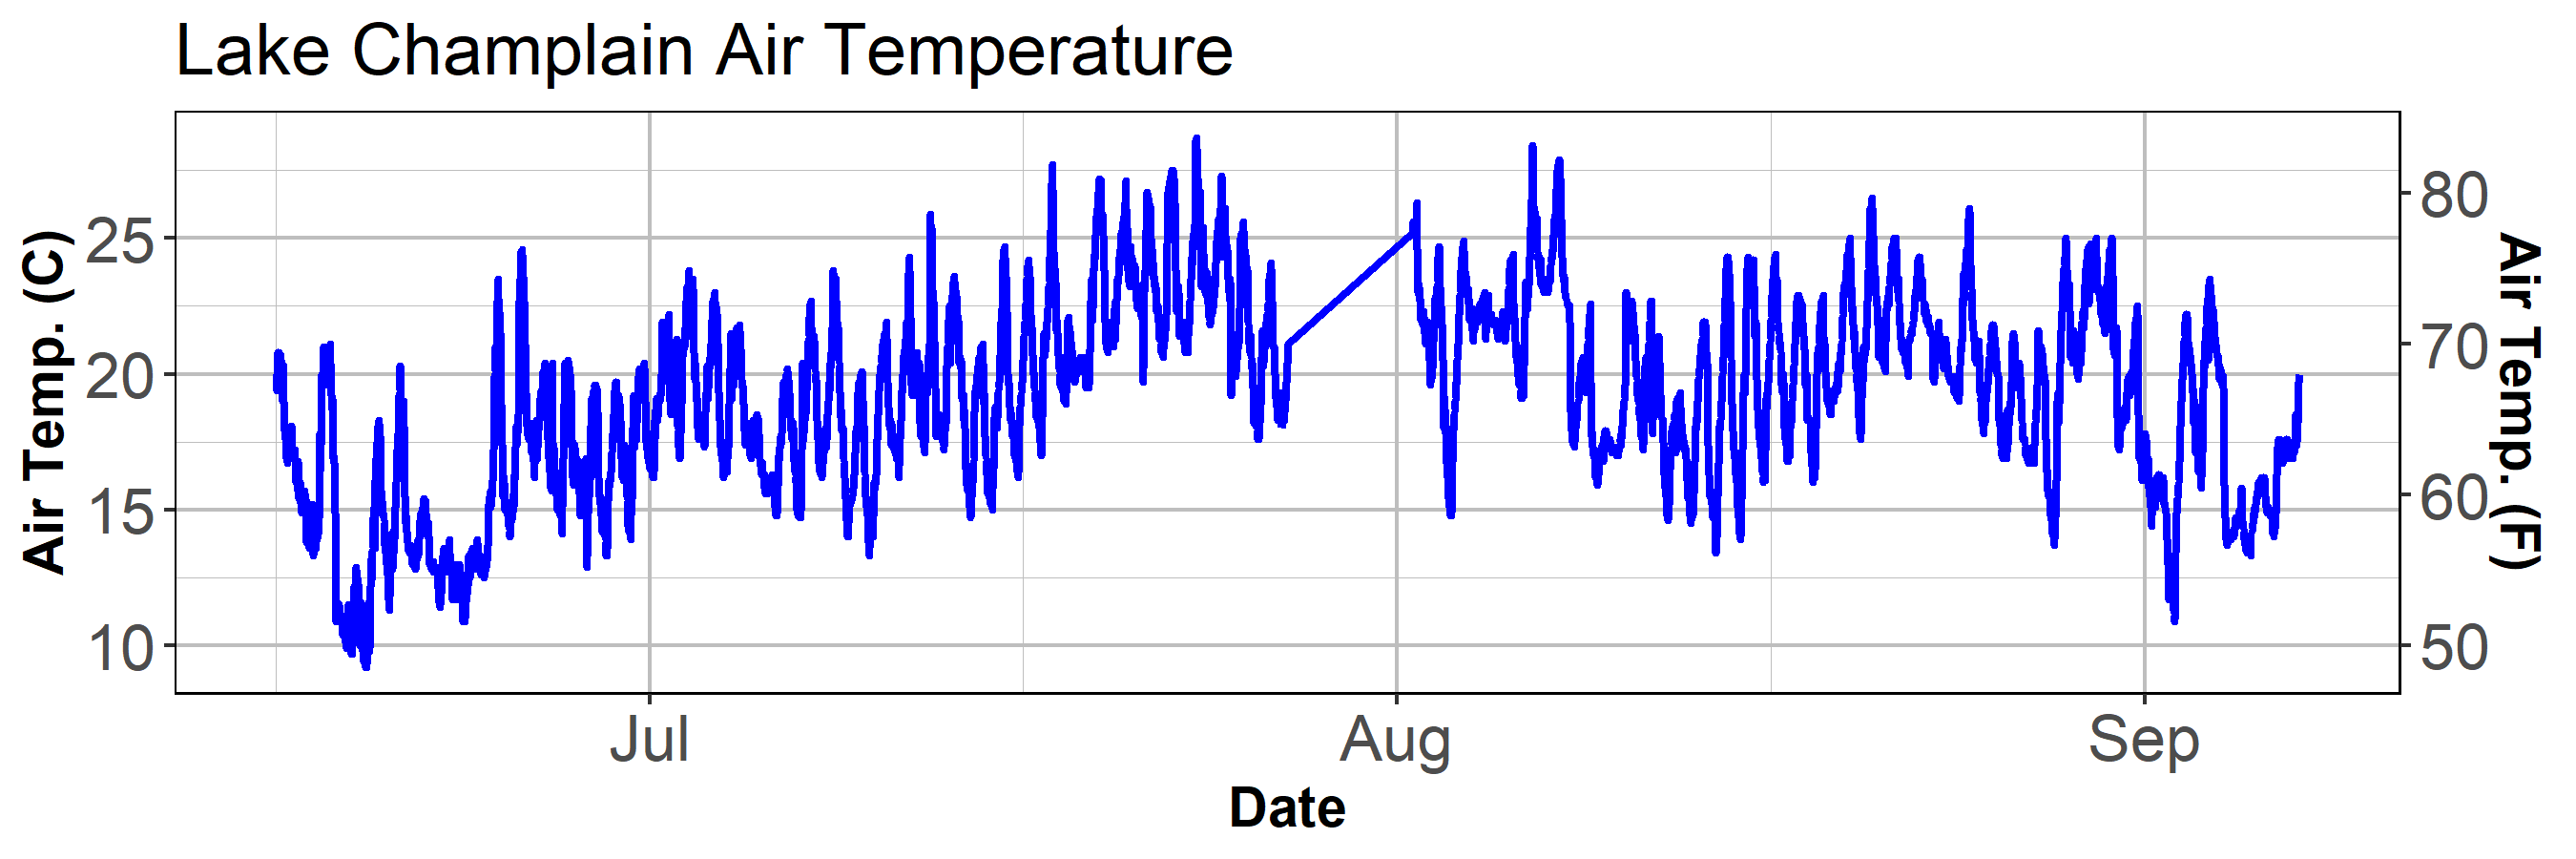 Lake Champlain Air Temperature
Air Temp. (C)
25
20
15
10
80
70
60
50
Air Temp. (F)
Jul Aug Sep
Date